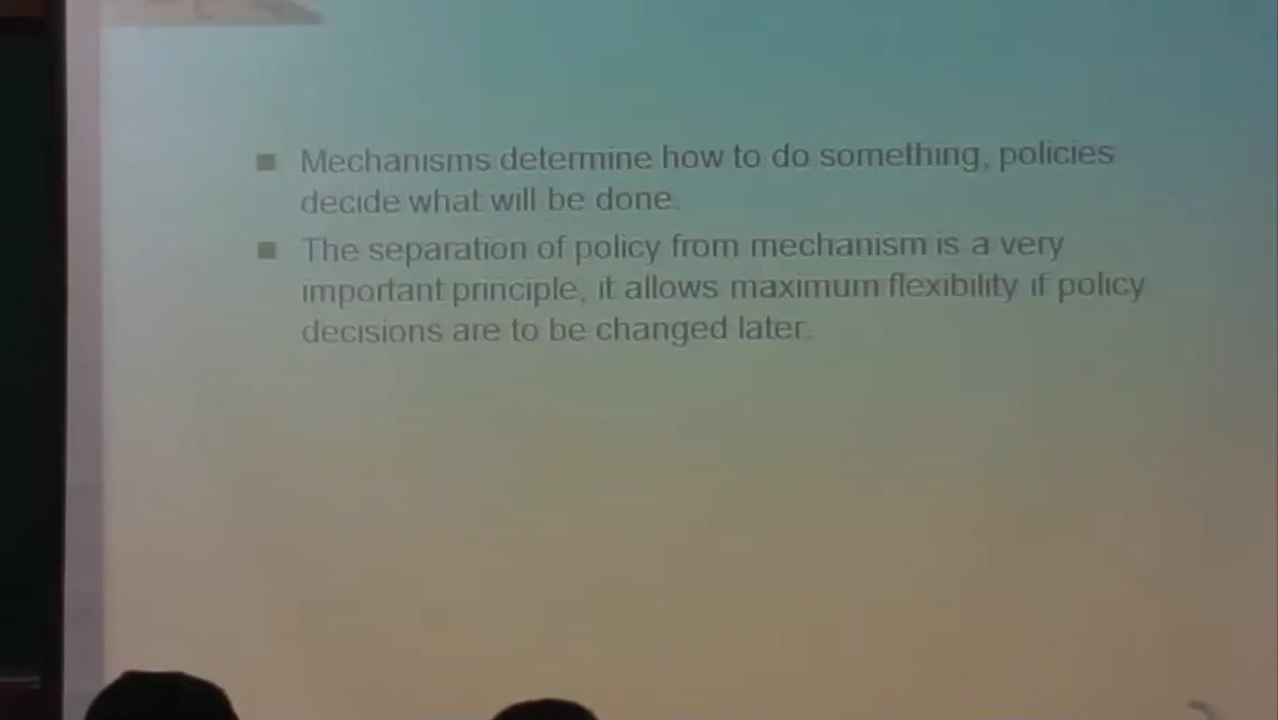 Mechanisms determine how to do something, policies
decide what will be done.
The separation of policy from mechanism is a very
important principle, it allows maximum flexibility if policy
decisions are to be changed later.